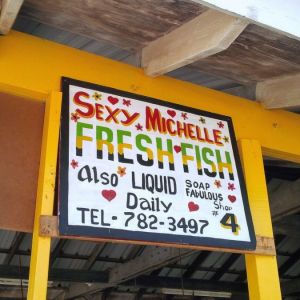 Sexy Michelle
FRESH FISH
also LIQUID SOAP
Daily FABULOUS
Shop
TEL - 782-3497 # 4